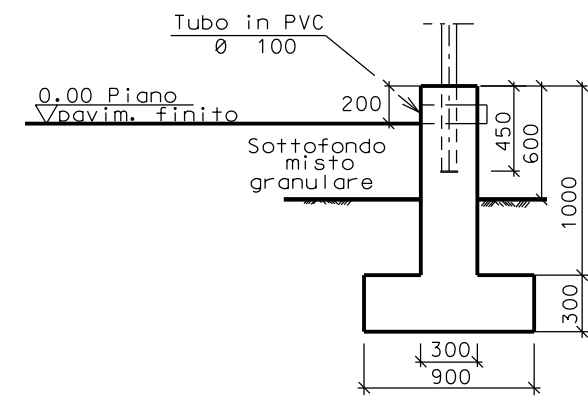 Tubo in PVC
Ø 100
0.00 Piano
pavim. finito
200
Sottofondo
misto
granulare
450
600
1000
300
300
900